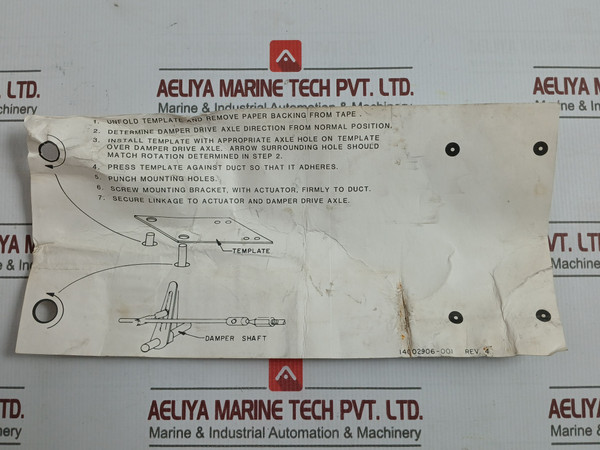 AELIYA MARINE TECH PVT. LTD.
Marine & Industrial Automation & Machinery
1. UNFOLD TEMPLATE AND REMOVE PAPER BACKING FROM TAPE.
2. DETERMINE DAMPER DRIVE AXLE DIRECTION FROM NORMAL POSITION.
3. INSTALL TEMPLATE WITH APPROPRIATE AXLE HOLE ON TEMPLATE
OVER DAMPER DRIVE AXLE. ARROW SURROUNDING HOLE SHOULD
MATCH ROTATION DETERMINED IN STEP 2.
4. PRESS TEMPLATE AGAINST DUCT SO THAT IT ADHERES.
5. PUNCH MOUNTING HOLES.
6. SCREW MOUNTING BRACKET, WITH ACTUATOR, FIRMLY TO DUCT.
7. SECURE LINKAGE TO ACTUATOR AND DAMPER DRIVE AXLE.
TEMPLATE
DAMPER SHAFT
14002906-001 REV. 4
AELIYA MARINE TECH PVT. LTD.
Marine & Industrial Automation & Machinery